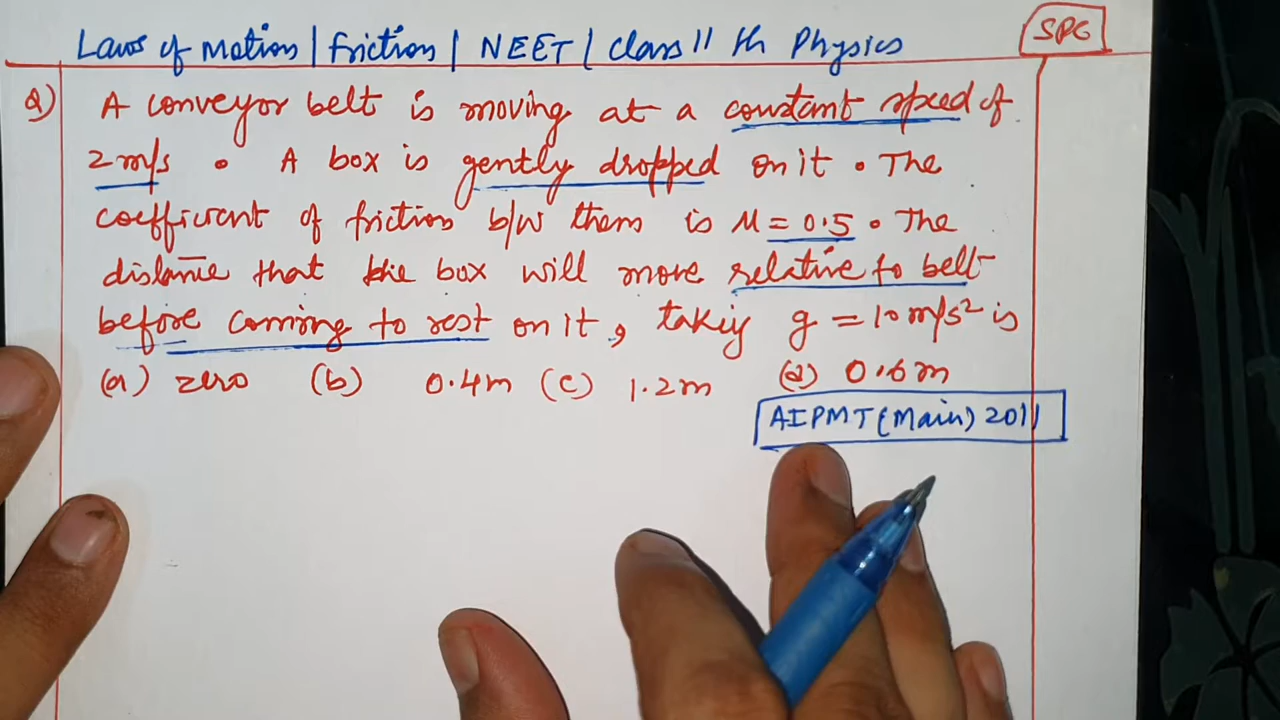 Laws of Motion | Friction | NEET | Class 11 th Physics
SPG
Q) A conveyor belt is moving at a constant speed of
2 m/s . A box is gently dropped on it . The
coefficient of friction b/w them is μ = 0.5 . The
distance that the box will move relative to belt
before coming to rest on it , taking g = 10 m/s² is
(a) zero (b) 0.4m (c) 1.2m (d) 0.6m
AIPMT (Main) 2011